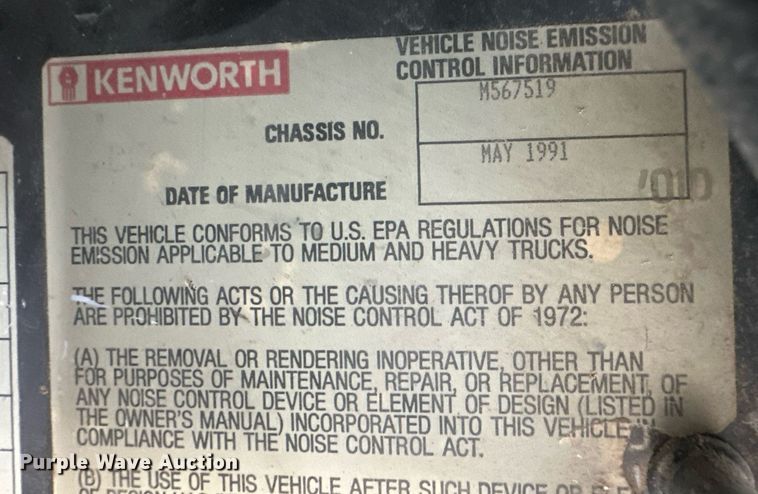 KENWORTH
VEHICLE NOISE EMISSION
CONTROL INFORMATION
CHASSIS NO.
M567519
DATE OF MANUFACTURE
MAY 1991
'010
THIS VEHICLE CONFORMS TO U.S. EPA REGULATIONS FOR NOISE
EMISSION APPLICABLE TO MEDIUM AND HEAVY TRUCKS.
THE FOLLOWING ACTS OR THE CAUSING THEROF BY ANY PERSON
ARE PROHIBITED BY THE NOISE CONTROL ACT OF 1972:
(A) THE REMOVAL OR RENDERING INOPERATIVE, OTHER THAN
FOR PURPOSES OF MAINTENANCE, REPAIR, OR REPLACEMENT, OF
ANY NOISE CONTROL DEVICE OR ELEMENT OF DESIGN (LISTED IN
THE OWNER'S MANUAL) INCORPORATED INTO THIS VEHICLE IN
COMPLIANCE WITH THE NOISE CONTROL ACT.
(B) THE USE OF THIS VEHICLE AFTER SUCH DEVICE OR
Purple Wave Auction